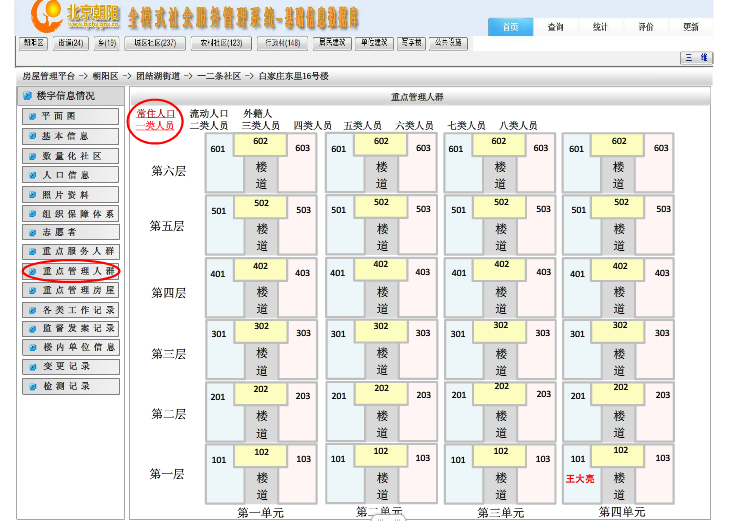 北京朝阳
www.bjchy.gov.cn
全模式社会服务管理系统-基础信息数据库
首页 查询 统计 评价 更新
朝阳区 街道(24) 乡(19) 城区社区(237) 农村社区(123) 行政村(148) 居民建筑 单位建筑 写字楼 公共设施
三 维
房屋管理平台 -> 朝阳区 -> 团结湖街道 -> 一二条社区 -> 白家庄东里16号楼
楼宇信息情况
平面图
基本信息
数量化社区
人口信息
照片资料
组织保障体系
志愿者
重点服务人群
重点管理人群
重点管理房屋
各类工作记录
监督发案记录
楼内单位信息
变更记录
检测记录
重点管理人群
常住人口 流动人口 外籍人
一类人员 二类人员 三类人员 四类人员 五类人员 六类人员 七类人员 八类人员
第六层 601 602 603 601 602 603 601 602 603 601 602 603
楼道 楼道 楼道 楼道
第五层 501 502 503 501 502 503 501 502 503 501 502 503
楼道 楼道 楼道 楼道
第四层 401 402 403 401 402 403 401 402 403 401 402 403
楼道 楼道 楼道 楼道
第三层 301 302 303 301 302 303 301 302 303 301 302 303
楼道 楼道 楼道 楼道
第二层 201 202 203 201 202 203 201 202 203 201 202 203
楼道 楼道 楼道 楼道
第一层 101 102 103 101 102 103 101 102 103 101 102 103
楼道 楼道 楼道 王大亮 楼道
第一单元 第二单元 第三单元 第四单元